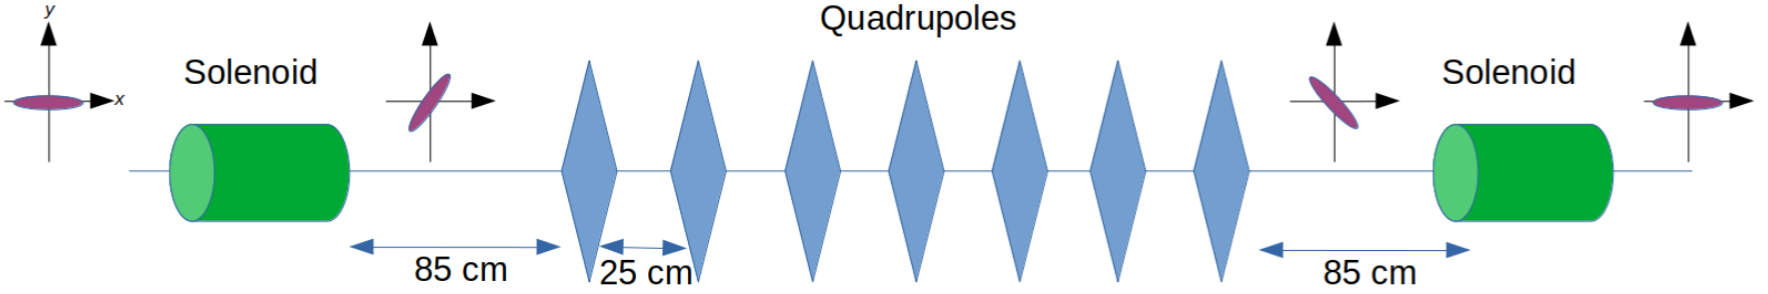 Quadrupoles
y
x
Solenoid
Solenoid
85 cm
25 cm
85 cm